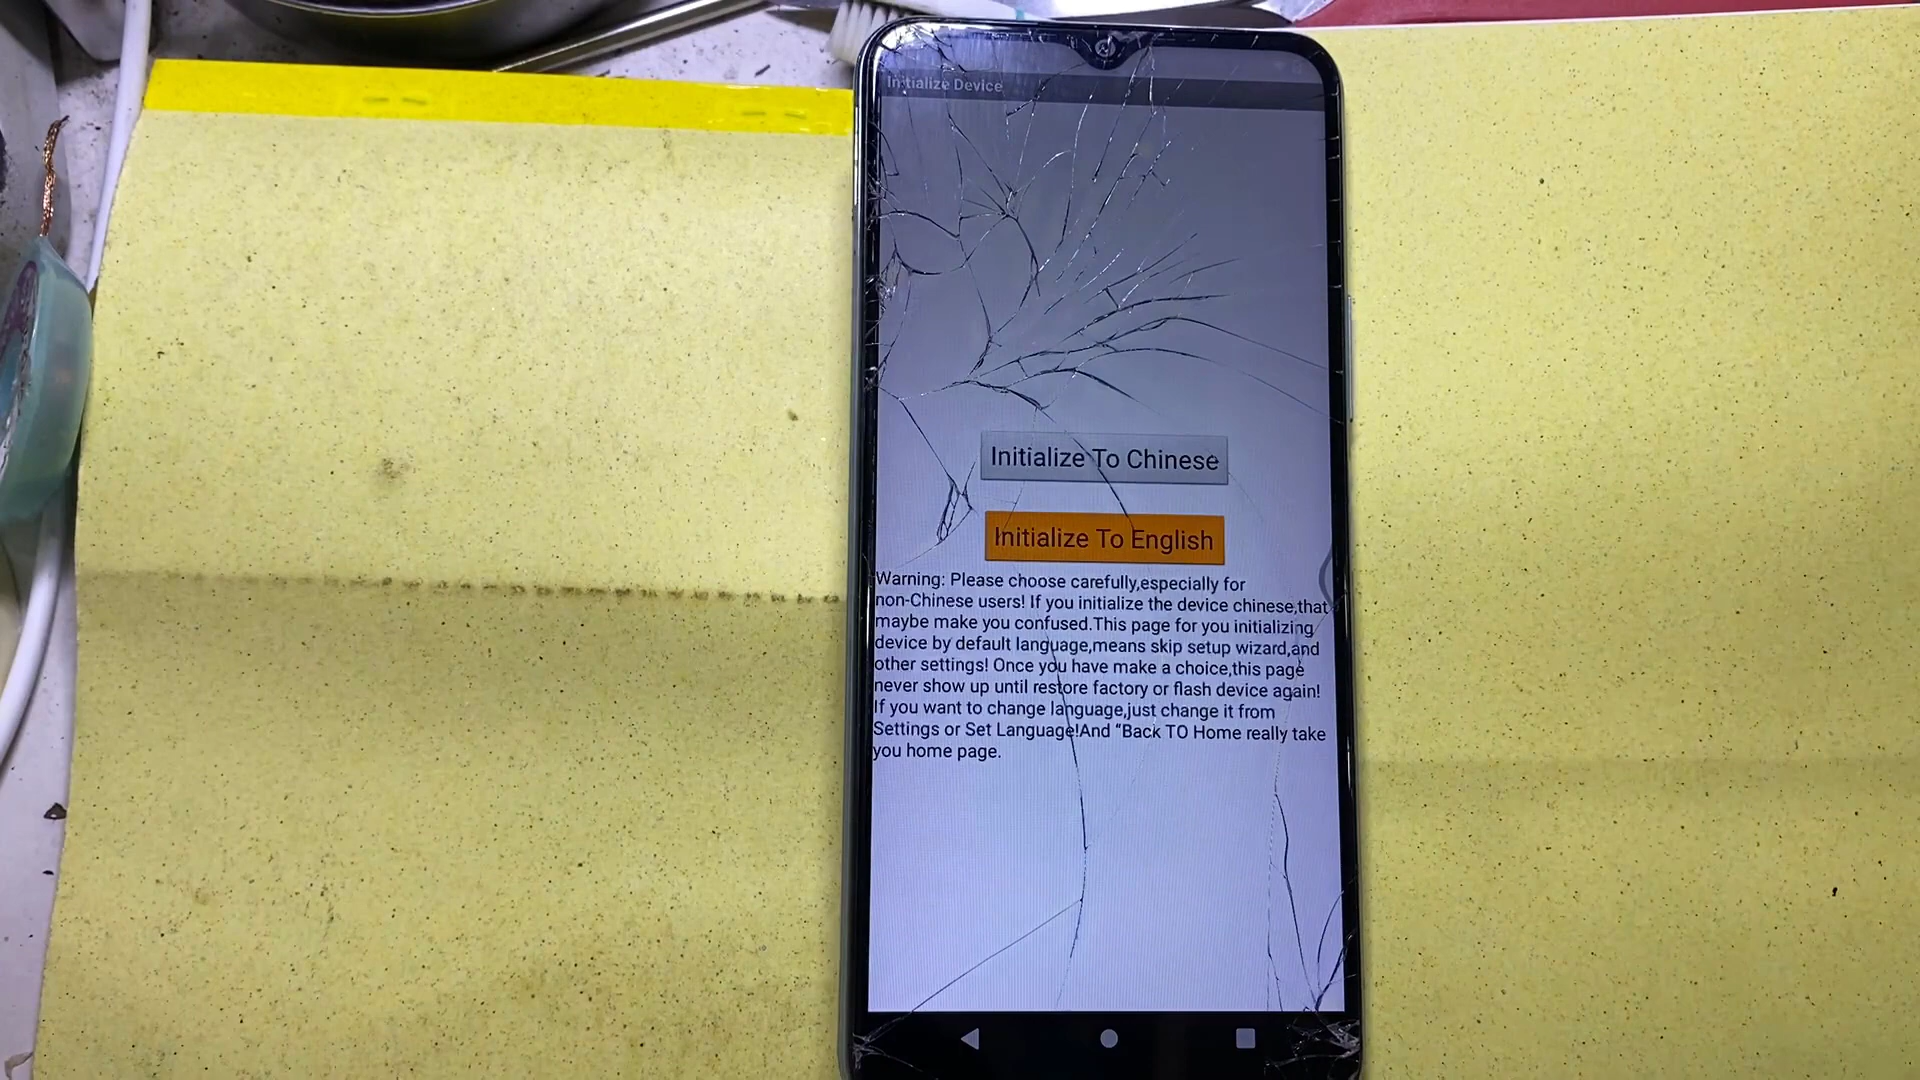 Initialize Device
Initialize To Chinese
Initialize To English
Warning: Please choose carefully,especially for
non-Chinese users! If you initialize the device chinese,that
maybe make you confused.This page for you initializing
device by default language,means skip setup wizard,and
other settings! Once you have make a choice,this page
never show up until restore factory or flash device again!
If you want to change language,just change it from
Settings or Set Language!And “Back TO Home really take
you home page.